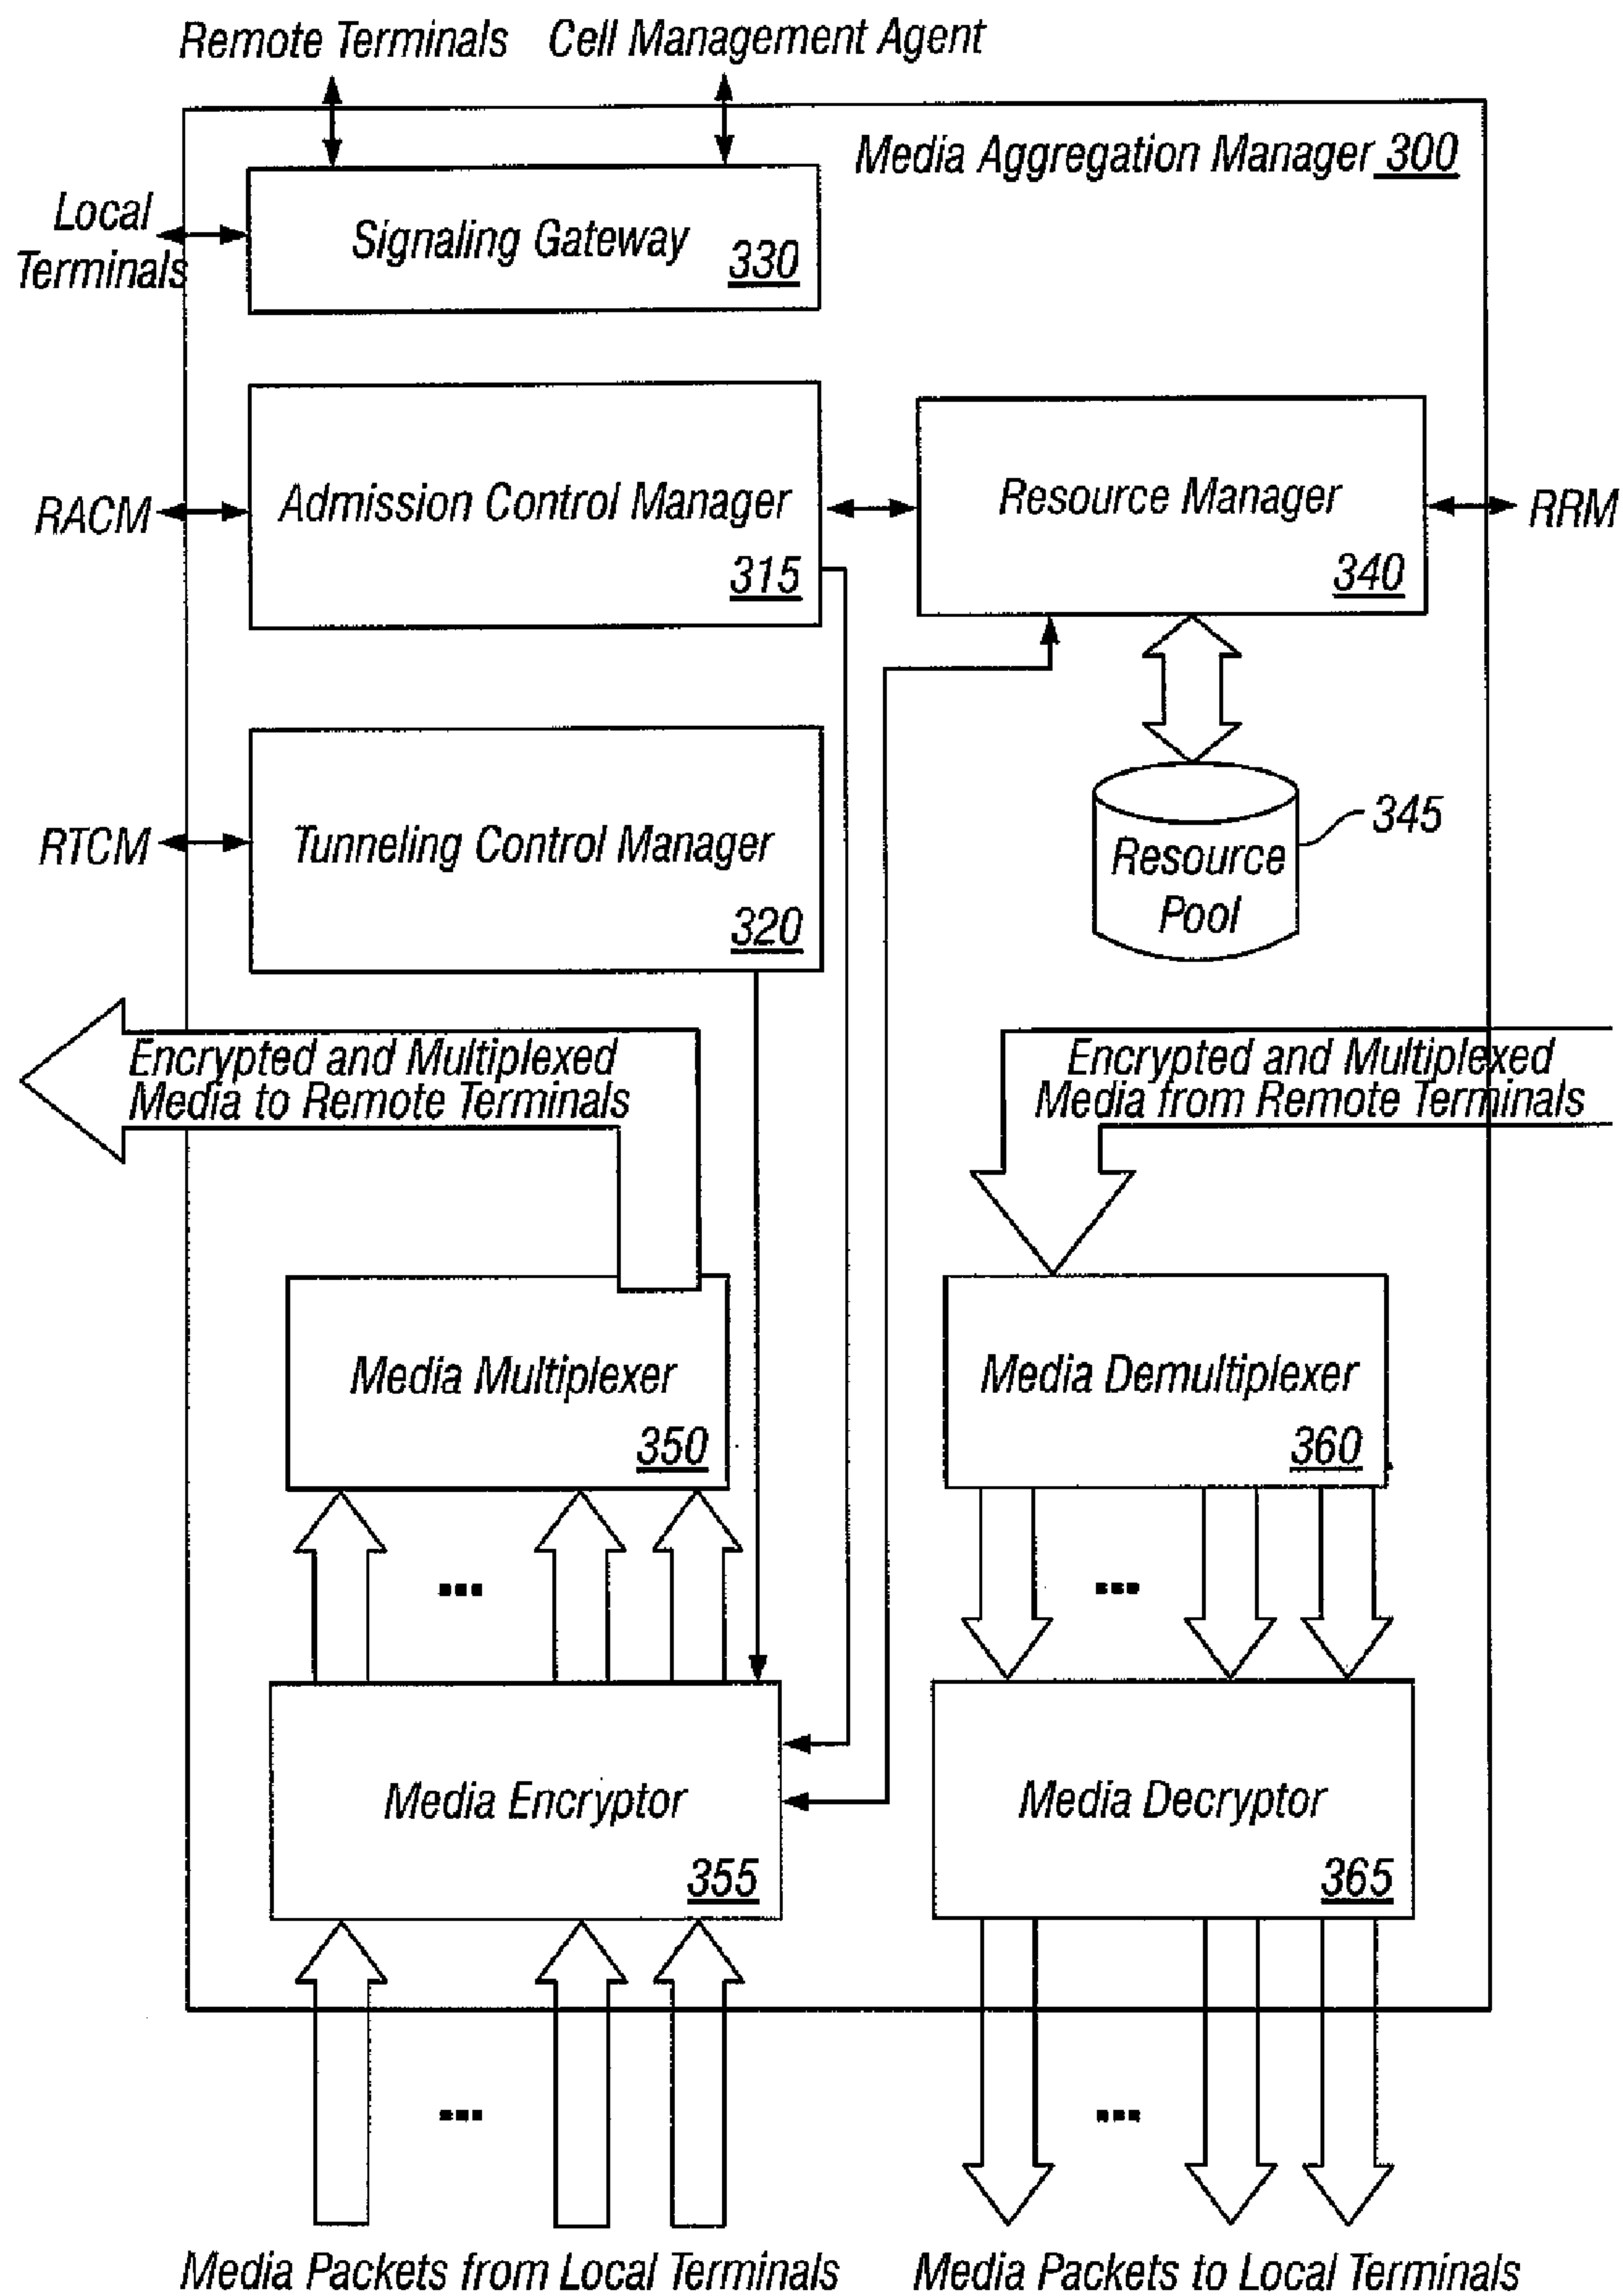 Remote Terminals
Cell Management Agent
Media Aggregation Manager 300
Local
Terminals
Signaling Gateway
330
RACM
Admission Control Manager
315
Resource Manager
340
RRM
RTCM
Tunneling Control Manager
320
345
Resource
Pool
Encrypted and Multiplexed
Media to Remote Terminals
Encrypted and Multiplexed
Media from Remote Terminals
Media Multiplexer
350
Media Demultiplexer
360
...
...
Media Encryptor
355
Media Decryptor
365
...
...
Media Packets from Local Terminals
Media Packets to Local Terminals